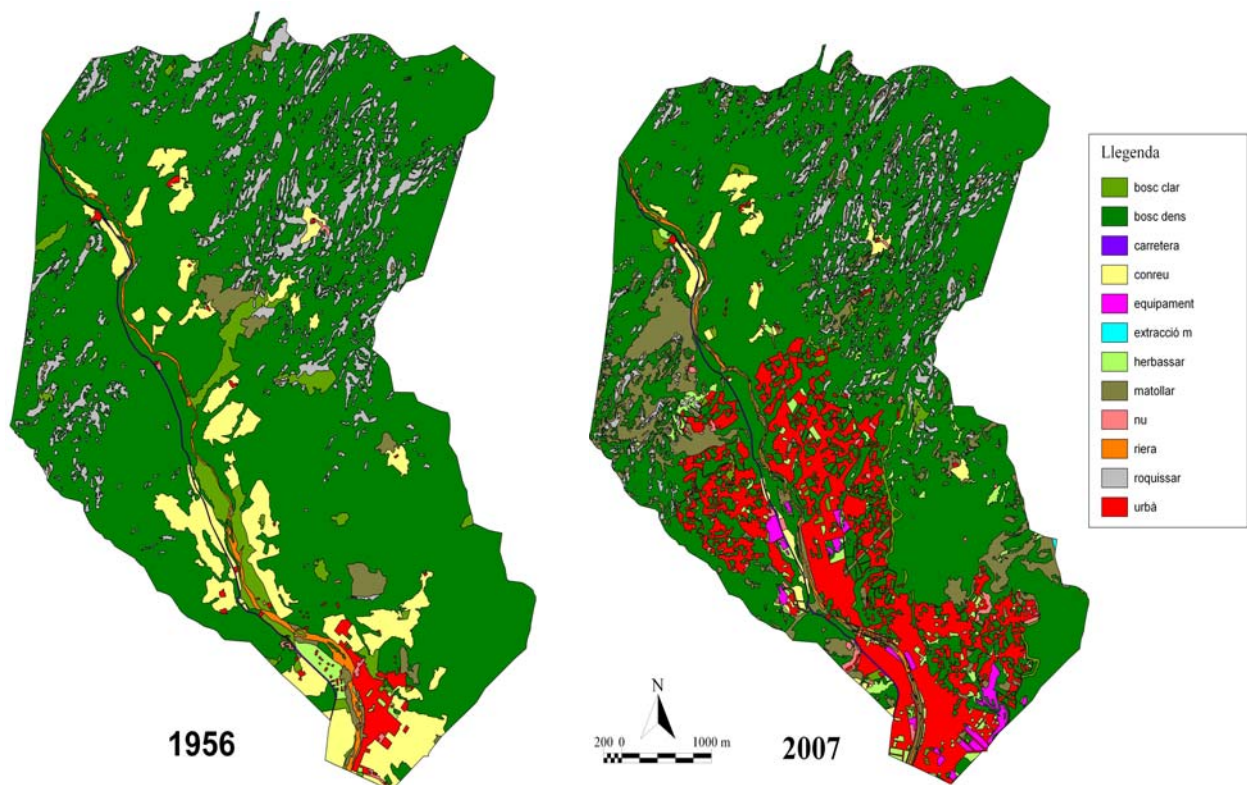 Llegenda
bosc clar
bosc dens
carretera
conreu
equipament
extracció m
herbassar
matollar
nu
riera
roquissar
urbà
N
200 0 1000 m
1956
2007